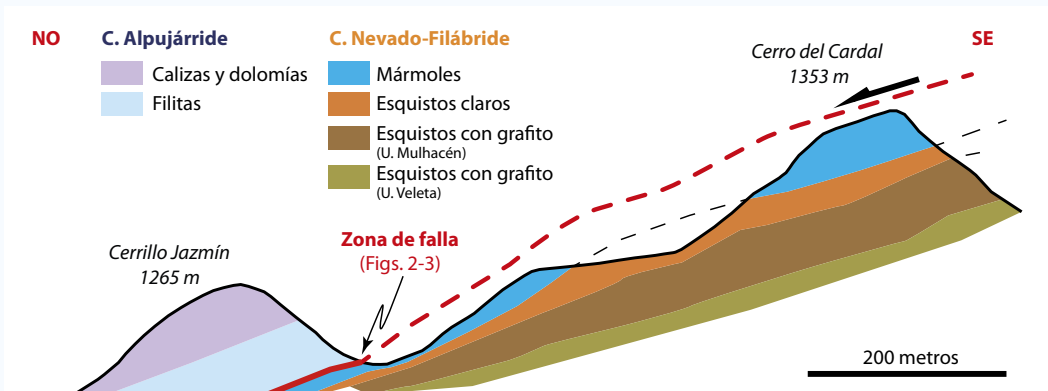 NO
C. Alpujárride
Calizas y dolomías
Filitas
C. Nevado-Filábride
Mármoles
Esquistos claros
Esquistos con grafito
(U. Mulhacén)
Esquistos con grafito
(U. Veleta)
Cerro del Cardal
1353 m
SE
Cerrillo Jazmín
1265 m
Zona de falla
(Figs. 2-3)
200 metros